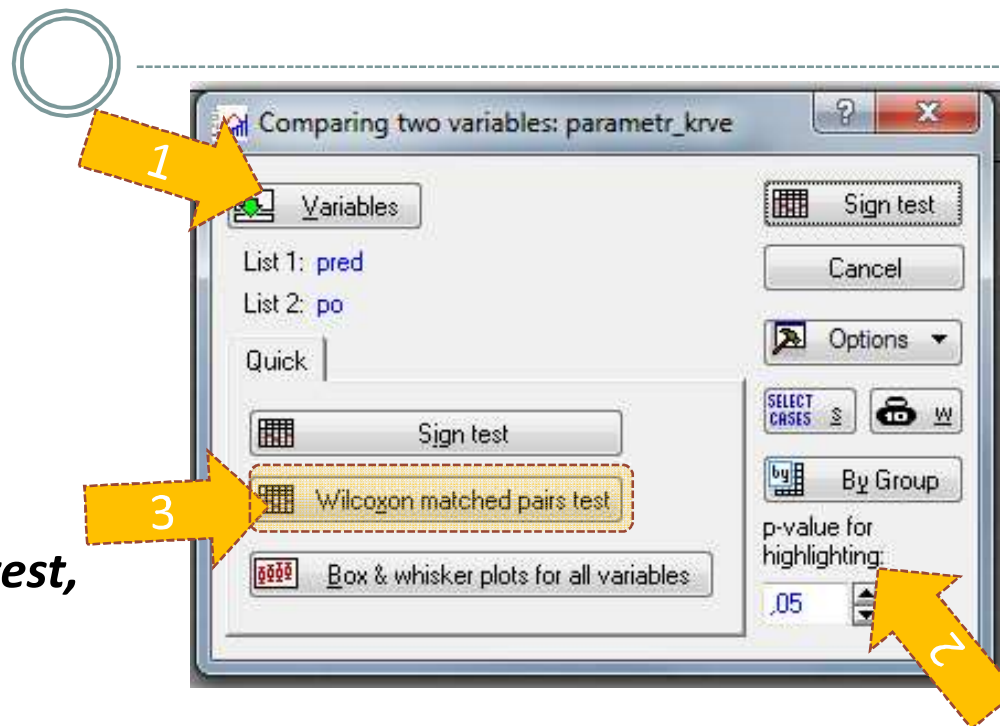 Comparing two variables: parametr_krve
1
Variables
List 1: pred
List 2: po
Quick
Sign test
Wilcoxon matched pairs test
3
Box & whisker plots for all variables
Sign test
Cancel
Options
SELECT CASES S
W
By Group
p-value for
highlighting:
,05
2
est,